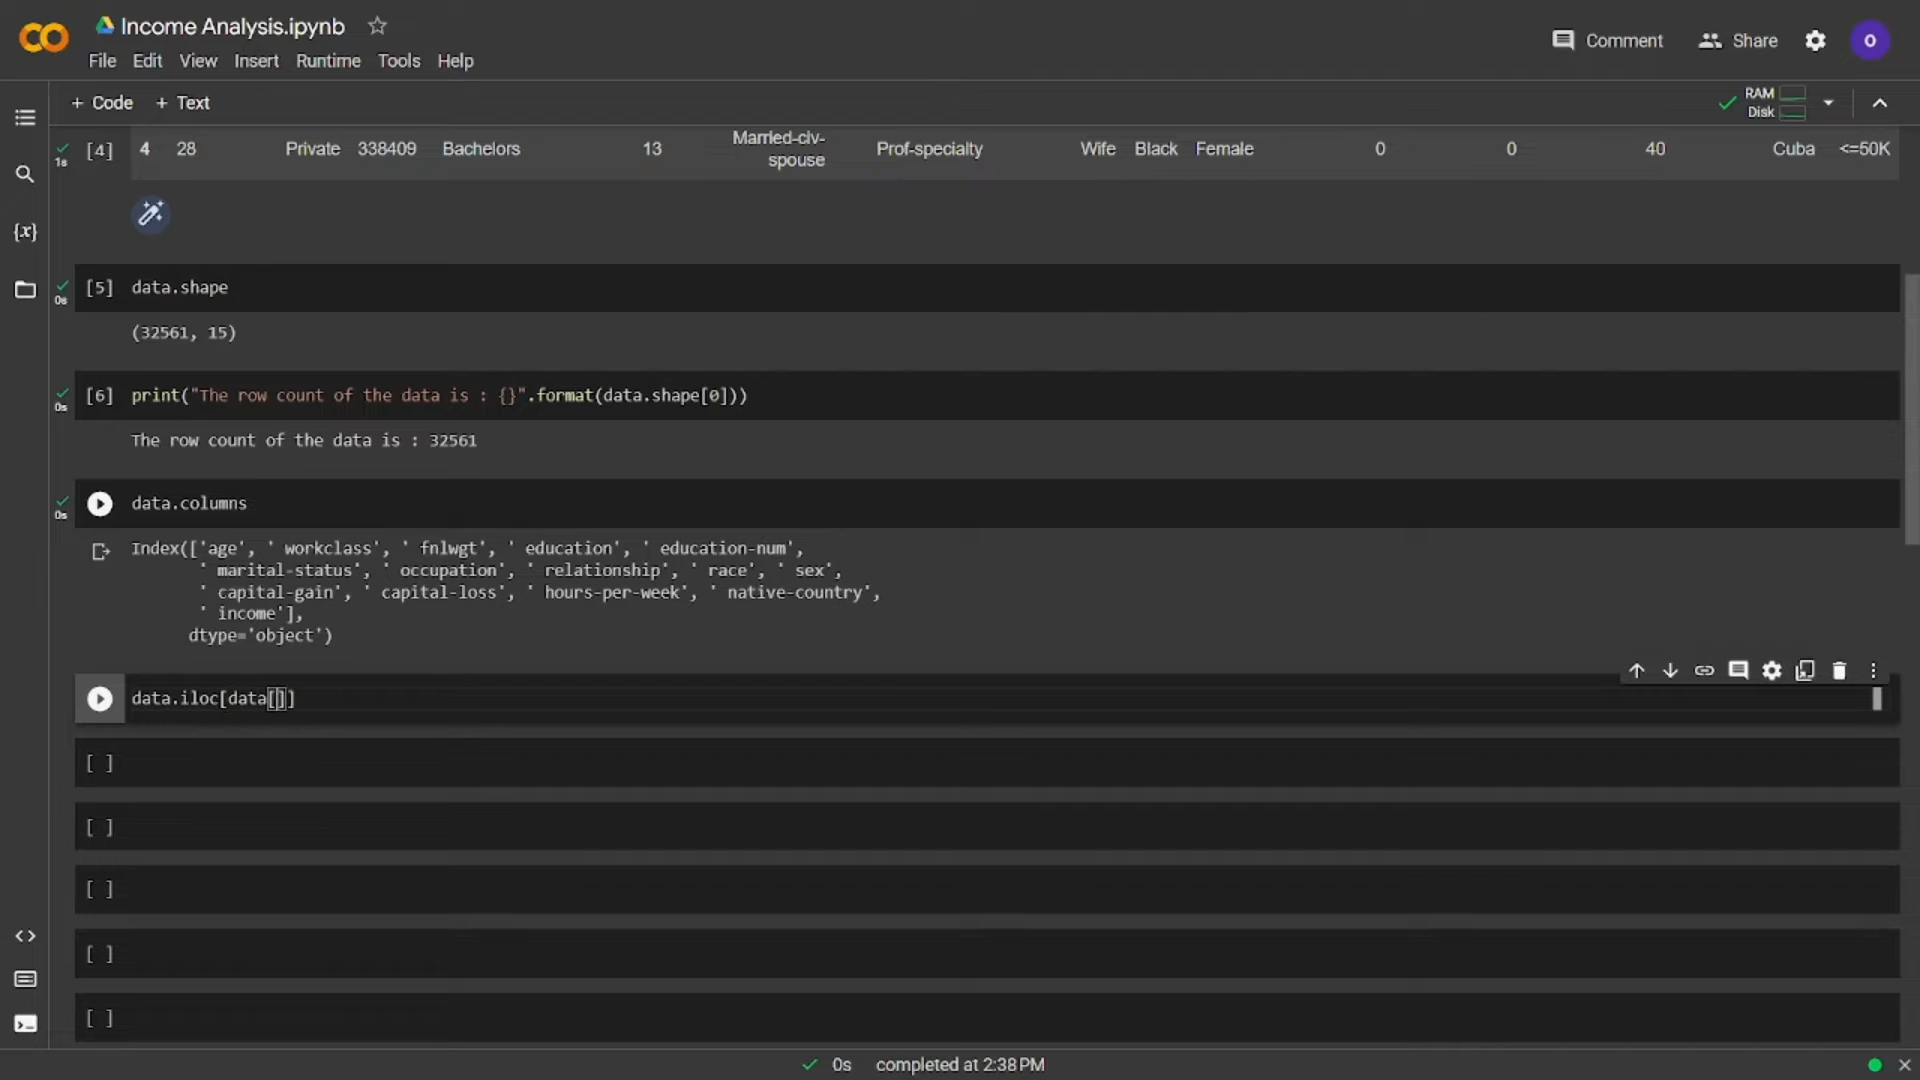 Income Analysis.ipynb
Comment
Share
O
File Edit View Insert Runtime Tools Help
+ Code + Text
RAM
Disk
1s
[4] 4 28 Private 338409 Bachelors 13 Married-civ-spouse Prof-specialty Wife Black Female 0 0 40 Cuba <=50K
{x}
0s
[5] data.shape
(32561, 15)
0s
[6] print("The row count of the data is : {}".format(data.shape[0]))
The row count of the data is : 32561
0s
data.columns
Index(['age', ' workclass', ' fnlwgt', ' education', ' education-num',
' marital-status', ' occupation', ' relationship', ' race', ' sex',
' capital-gain', ' capital-loss', ' hours-per-week', ' native-country',
' income'],
dtype='object')
data.iloc[data[]]
[ ]
[ ]
[ ]
[ ]
[ ]
0s completed at 2:38 PM